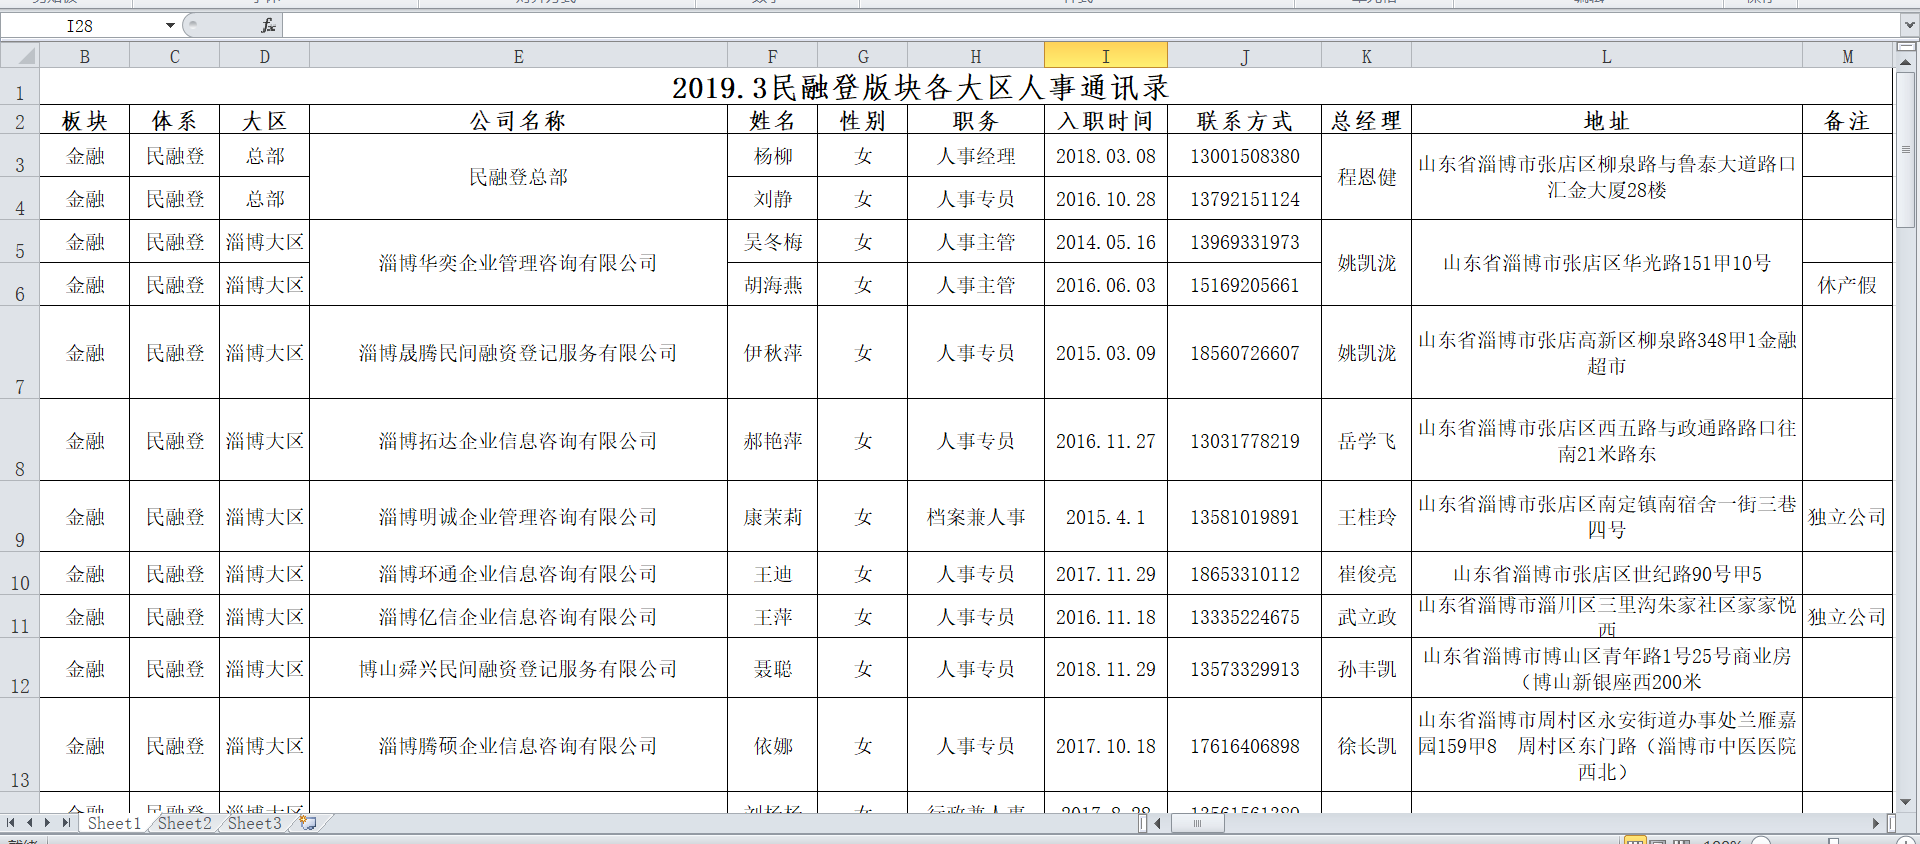 I28
fx
B C D E F G H I J K L M
1 2019.3民融登版块各大区人事通讯录
2 板块 体系 大区 公司名称 姓名 性别 职务 入职时间 联系方式 总经理 地址 备注
3 金融 民融登 总部 民融登总部 杨柳 女 人事经理 2018.03.08 13001508380 程恩健 山东省淄博市张店区柳泉路与鲁泰大道路口
汇金大厦28楼
4 金融 民融登 总部 刘静 女 人事专员 2016.10.28 13792151124
5 金融 民融登 淄博大区 淄博华奕企业管理咨询有限公司 吴冬梅 女 人事主管 2014.05.16 13969331973 姚凯泷 山东省淄博市张店区华光路151甲10号
6 金融 民融登 淄博大区 胡海燕 女 人事主管 2016.06.03 15169205661 休产假
7 金融 民融登 淄博大区 淄博晟腾民间融资登记服务有限公司 伊秋萍 女 人事专员 2015.03.09 18560726607 姚凯泷 山东省淄博市张店高新区柳泉路348甲1金融
超市
8 金融 民融登 淄博大区 淄博拓达企业信息咨询有限公司 郝艳萍 女 人事专员 2016.11.27 13031778219 岳学飞 山东省淄博市张店区西五路与政通路路口往
南21米路东
9 金融 民融登 淄博大区 淄博明诚企业管理咨询有限公司 康茉莉 女 档案兼人事 2015.4.1 13581019891 王桂玲 山东省淄博市张店区南定镇南宿舍一街三巷
四号 独立公司
10 金融 民融登 淄博大区 淄博环通企业信息咨询有限公司 王迪 女 人事专员 2017.11.29 18653310112 崔俊亮 山东省淄博市张店区世纪路90号甲5
11 金融 民融登 淄博大区 淄博亿信企业信息咨询有限公司 王萍 女 人事专员 2016.11.18 13335224675 武立政 山东省淄博市淄川区三里沟朱家社区家家悦
西 独立公司
12 金融 民融登 淄博大区 博山舜兴民间融资登记服务有限公司 聂聪 女 人事专员 2018.11.29 13573329913 孙丰凯 山东省淄博市博山区青年路1号25号商业房
（博山新银座西200米
13 金融 民融登 淄博大区 淄博腾硕企业信息咨询有限公司 依娜 女 人事专员 2017.10.18 17616406898 徐长凯 山东省淄博市周村区永安街道办事处兰雁嘉
园159甲8 周村区东门路（淄博市中医医院
西北）
金融 民融登 淄博大区 女 行政兼人事 2017.8.28
Sheet1 Sheet2 Sheet3